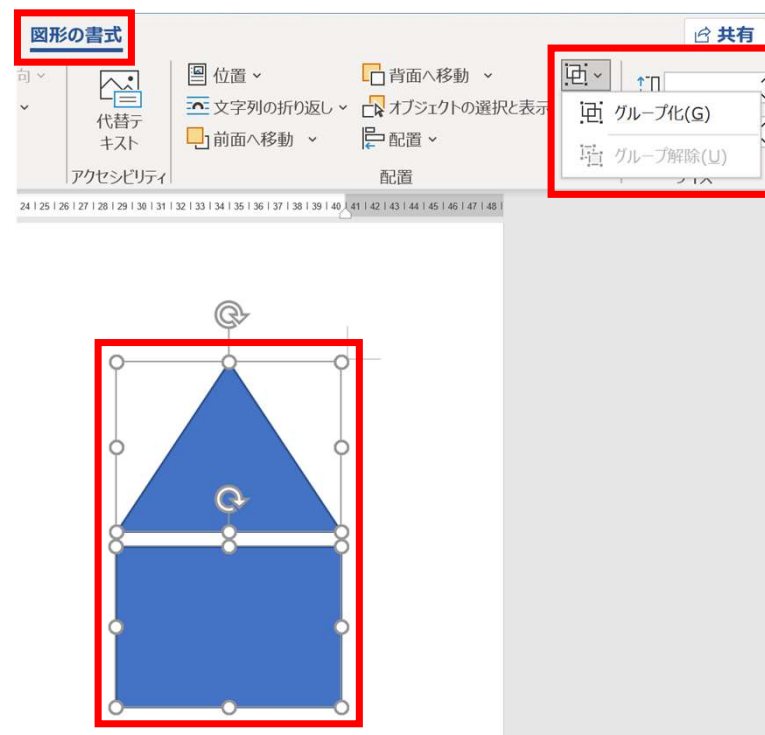 図形の書式
共有
位置
背面へ移動
文字列の折り返し
オブジェクトの選択と表示
前面へ移動
配置
代替テ
キスト
グループ化(G)
グループ解除(U)
アクセシビリティ
配置
24 25 26 27 28 29 30 31 32 33 34 35 36 37 38 39 40 41 42 43 44 45 46 47 48